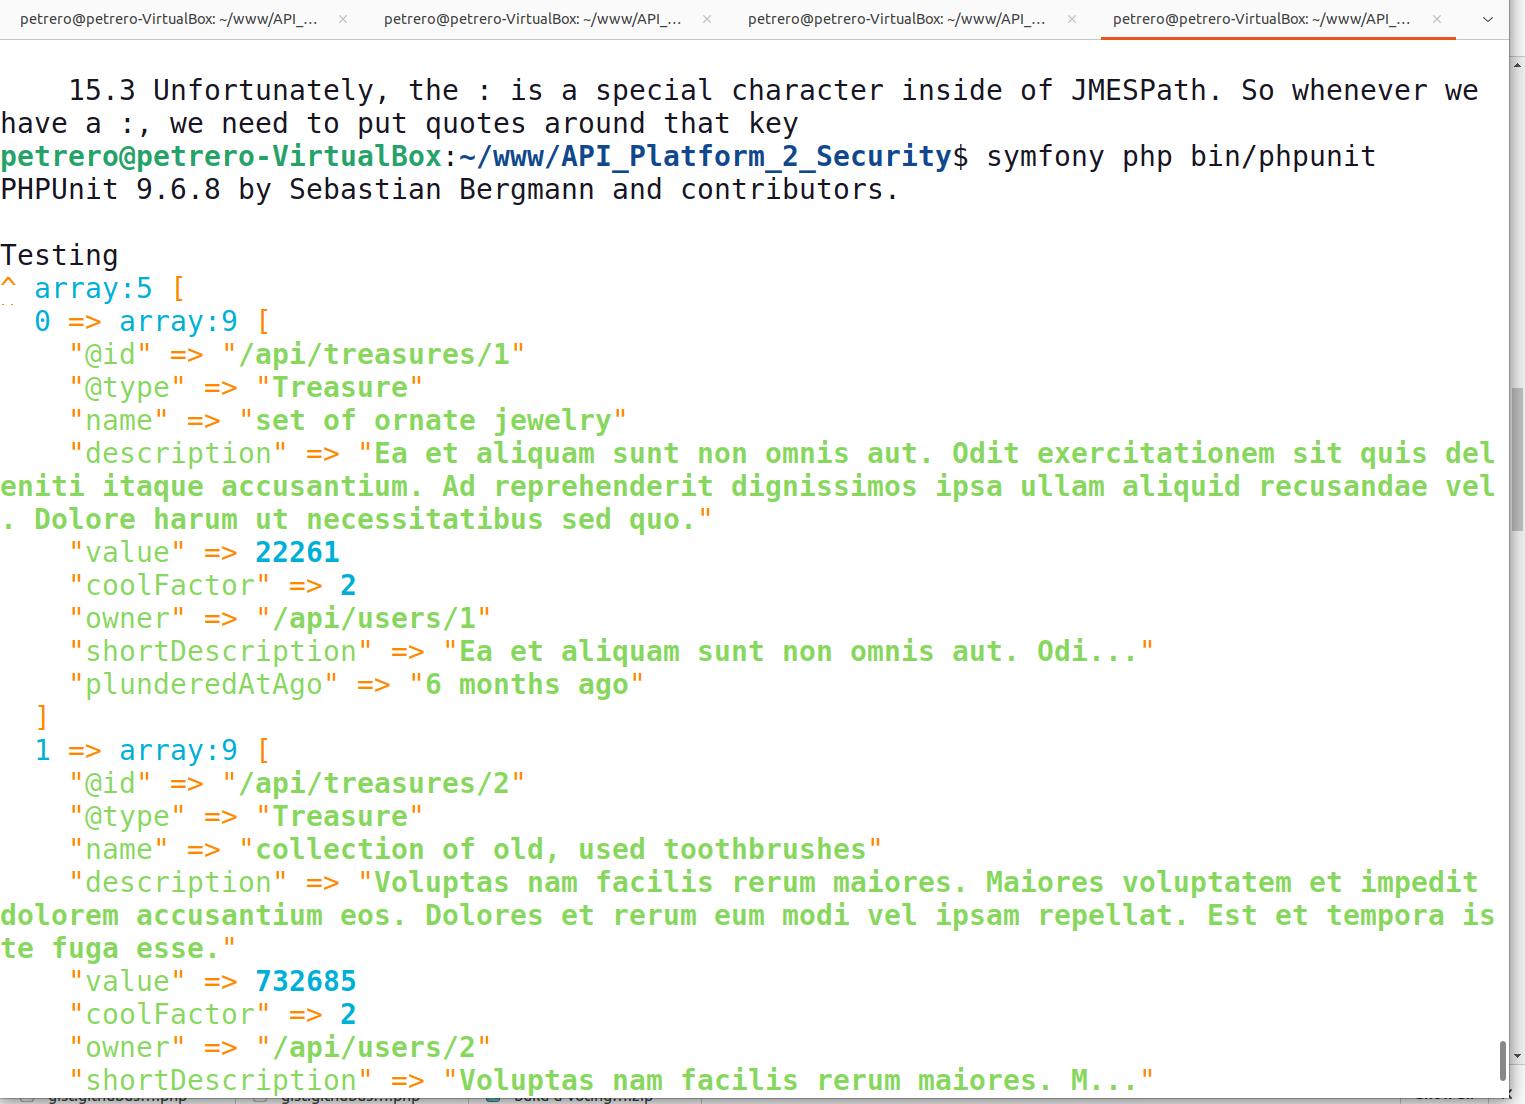 petrero@petrero-VirtualBox: ~/www/API_... × petrero@petrero-VirtualBox: ~/www/API_... × petrero@petrero-VirtualBox: ~/www/API_... × petrero@petrero-VirtualBox: ~/www/API_... ×
15.3 Unfortunately, the : is a special character inside of JMESPath. So whenever we
have a :, we need to put quotes around that key
petrero@petrero-VirtualBox:~/www/API_Platform_2_Security$ symfony php bin/phpunit
PHPUnit 9.6.8 by Sebastian Bergmann and contributors.
Testing
^ array:5 [
0 => array:9 [
"@id" => "/api/treasures/1"
"@type" => "Treasure"
"name" => "set of ornate jewelry"
"description" => "Ea et aliquam sunt non omnis aut. Odit exercitationem sit quis del
eniti itaque accusantium. Ad reprehenderit dignissimos ipsa ullam aliquid recusandae vel
. Dolore harum ut necessitatibus sed quo."
"value" => 22261
"coolFactor" => 2
"owner" => "/api/users/1"
"shortDescription" => "Ea et aliquam sunt non omnis aut. Odi..."
"plunderedAtAgo" => "6 months ago"
]
1 => array:9 [
"@id" => "/api/treasures/2"
"@type" => "Treasure"
"name" => "collection of old, used toothbrushes"
"description" => "Voluptas nam facilis rerum maiores. Maiores voluptatem et impedit
dolorem accusantium eos. Dolores et rerum eum modi vel ipsam repellat. Est et tempora is
te fuga esse."
"value" => 732685
"coolFactor" => 2
"owner" => "/api/users/2"
"shortDescription" => "Voluptas nam facilis rerum maiores. M..."